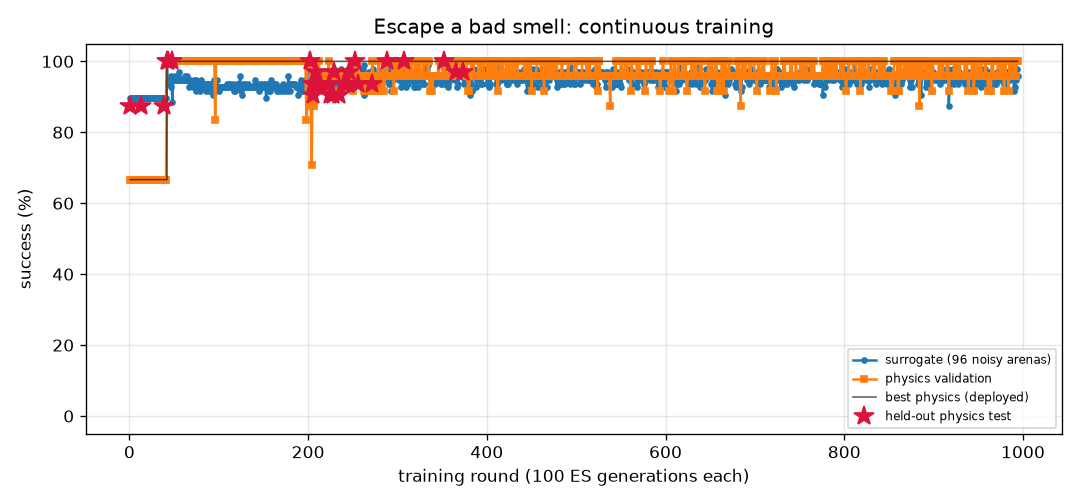 Escape a bad smell: continuous training
success (%)
100
80
60
40
20
0
0 200 400 600 800 1000
training round (100 ES generations each)
surrogate (96 noisy arenas)
physics validation
best physics (deployed)
held-out physics test